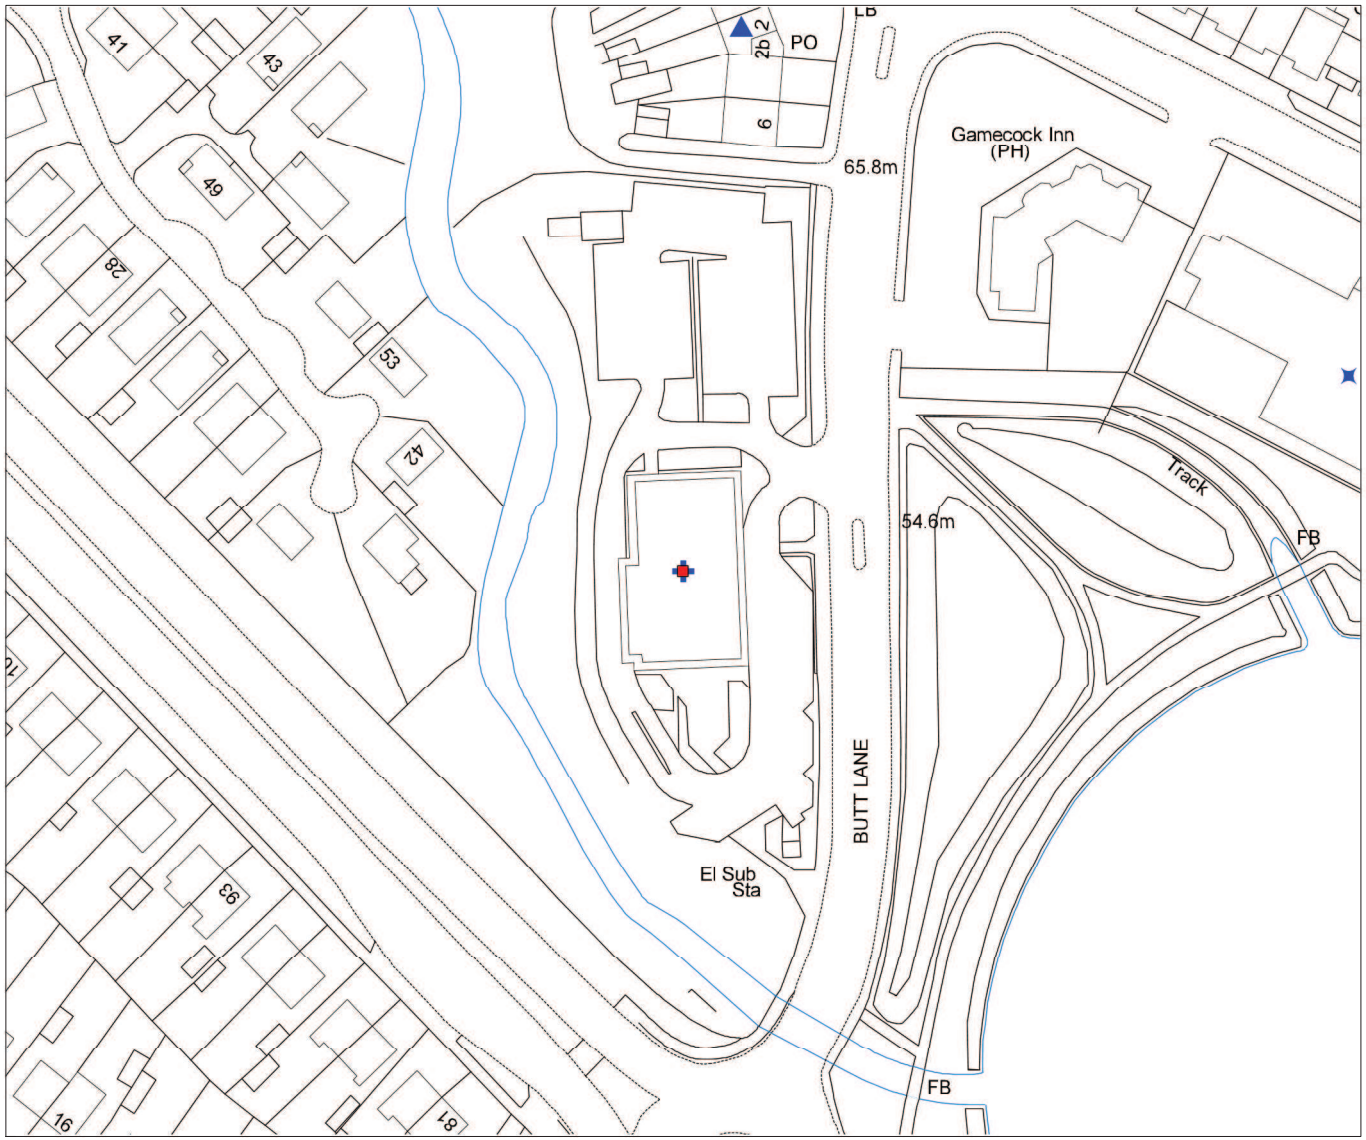 LB
41
43
2
2b
PO
6
Gamecock Inn
(PH)
65.8m
49
28
53
42
Track
54.6m
FB
10
BUTT LANE
El Sub
Sta
93
FB
16
81